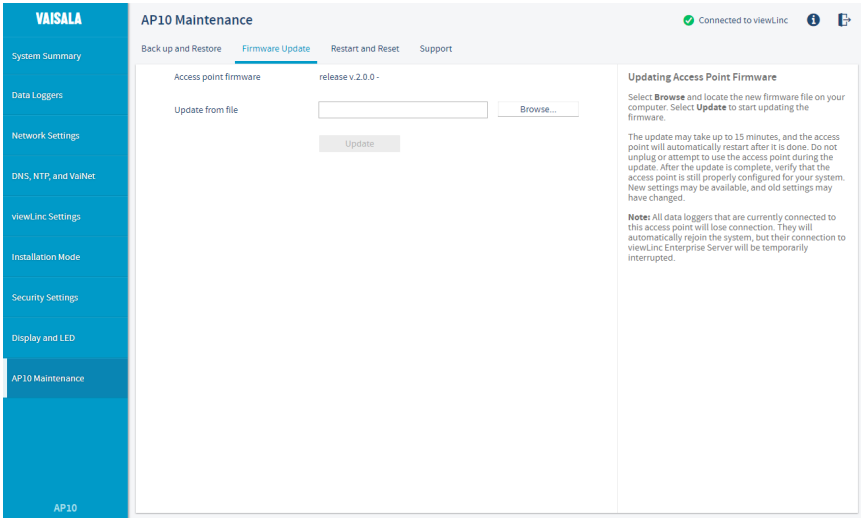 VAISALA
AP10 Maintenance
Connected to viewLinc
Back up and Restore
Firmware Update
Restart and Reset
Support
System Summary
Data Loggers
Network Settings
DNS, NTP, and VaiNet
viewLinc Settings
Installation Mode
Security Settings
Display and LED
AP10 Maintenance
AP10
Access point firmware
release v.2.0.0 -
Update from file
Browse...
Update
Updating Access Point Firmware
Select Browse and locate the new firmware file on your
computer. Select Update to start updating the
firmware.
The update may take up to 15 minutes, and the access
point will automatically restart after it is done. Do not
unplug or attempt to use the access point during the
update. After the update is complete, verify that the
access point is still properly configured for your system.
New settings may be available, and old settings may
have changed.
Note: All data loggers that are currently connected to
this access point will lose connection. They will
automatically rejoin the system, but their connection to
viewLinc Enterprise Server will be temporarily
interrupted.